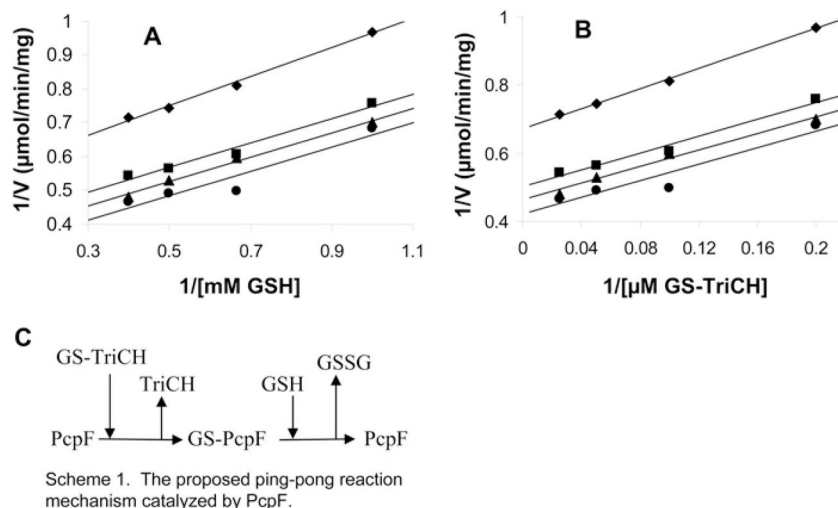 A
1
0.9
0.8
0.7
0.6
0.5
0.4
1/V (µmol/min/mg)
0.3 0.5 0.7 0.9 1.1
1/[mM GSH]
B
1
0.8
0.6
0.4
1/V (µmol/min/mg)
0 0.04 0.08 0.12 0.16 0.2
1/[µM GS-TriCH]
C
GS-TriCH
TriCH
GSH
GSSG
PcpF GS-PcpF PcpF
Scheme 1. The proposed ping-pong reaction
mechanism catalyzed by PcpF.